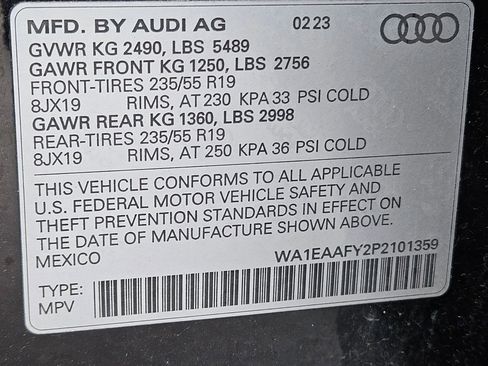 MFD. BY AUDI AG 02 23
GVWR KG 2490, LBS 5489
GAWR FRONT KG 1250, LBS 2756
FRONT-TIRES 235/55 R19
8JX19 RIMS, AT 230 KPA 33 PSI COLD
GAWR REAR KG 1360, LBS 2998
REAR-TIRES 235/55 R19
8JX19 RIMS, AT 250 KPA 36 PSI COLD
THIS VEHICLE CONFORMS TO ALL APPLICABLE
U.S. FEDERAL MOTOR VEHICLE SAFETY AND
THEFT PREVENTION STANDARDS IN EFFECT ON
THE DATE OF MANUFACTURE SHOWN ABOVE.
MEXICO WA1EAAFY2P2101359
TYPE:
MPV